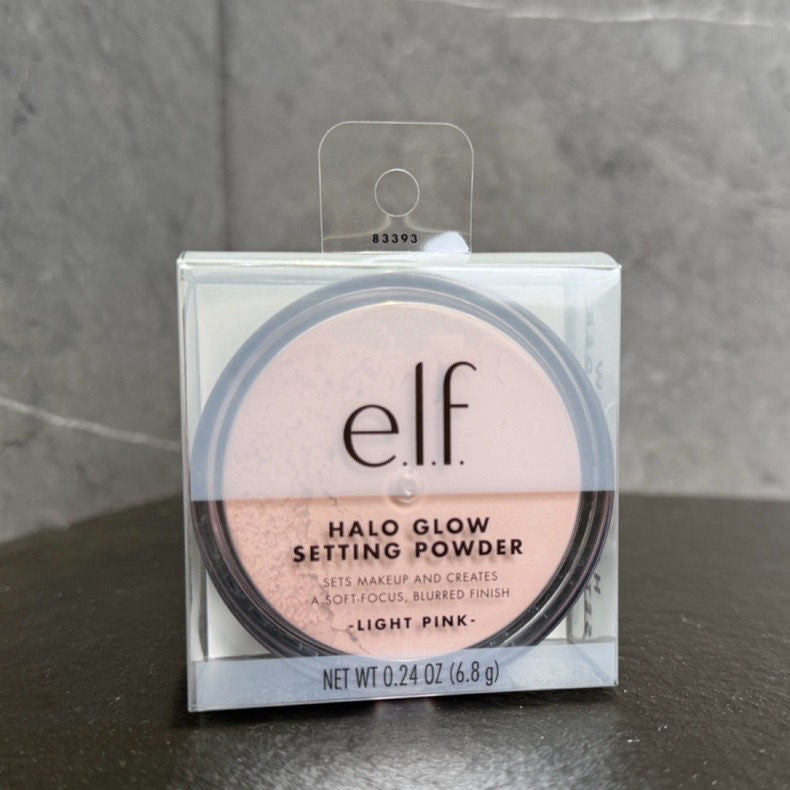 83393
e.l.f.
HALO GLOW
SETTING POWDER
SETS MAKEUP AND CREATES
A SOFT-FOCUS, BLURRED FINISH
-LIGHT PINK-
NET WT 0.24 OZ (6.8 g)